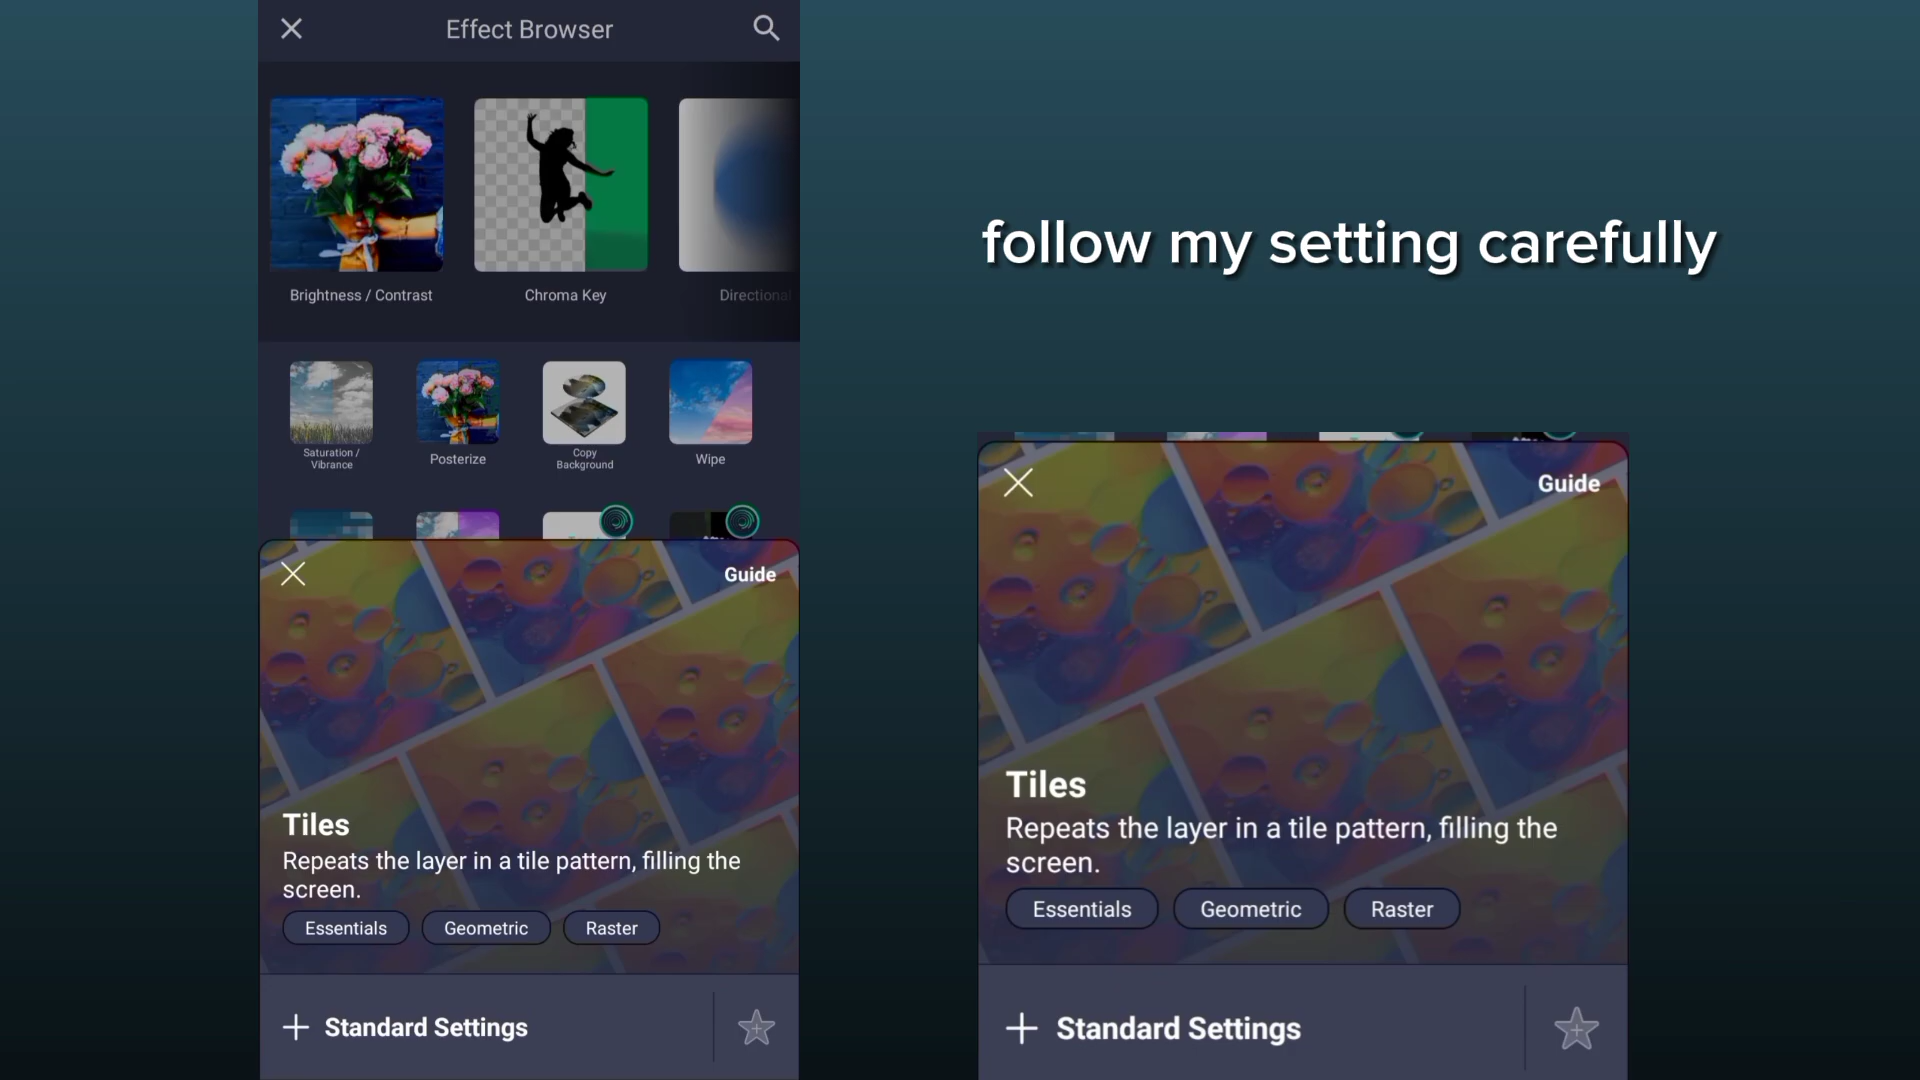 Effect Browser
Brightness / Contrast
Chroma Key
Directional
Saturation /
Vibrance
Posterize
Copy
Background
Wipe
Guide
Tiles
Repeats the layer in a tile pattern, filling the
screen.
Essentials
Geometric
Raster
Standard Settings
follow my setting carefully
Guide
Tiles
Repeats the layer in a tile pattern, filling the
screen.
Essentials
Geometric
Raster
Standard Settings